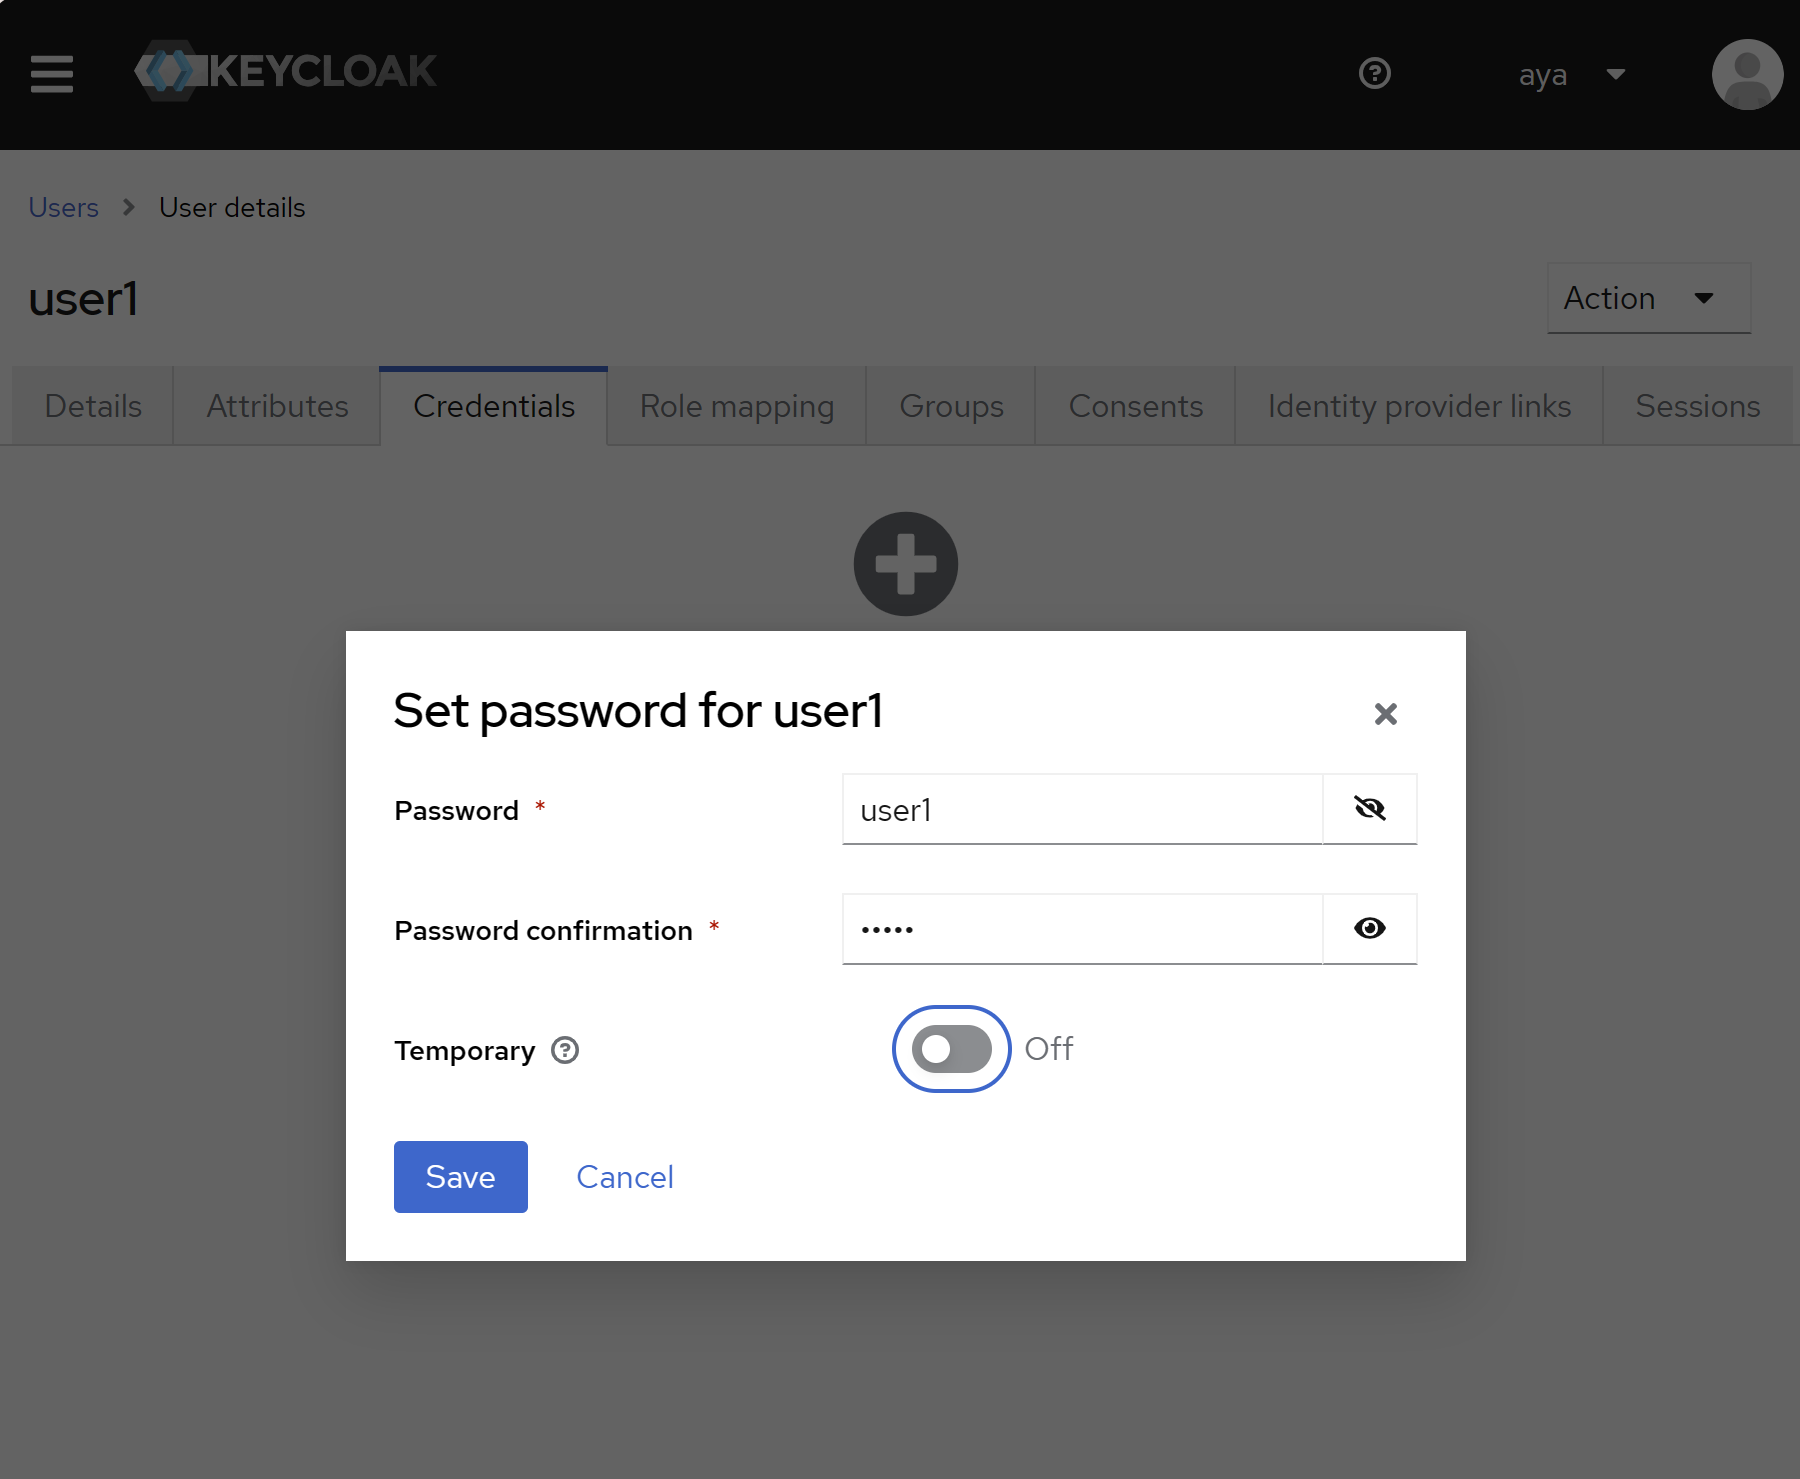 KEYCLOAK
aya
Users
User details
user1
Action
Details Attributes Credentials Role mapping Groups Consents Identity provider links Sessions
Set password for user1
Password *
user1
Password confirmation *
•••••
Temporary
Off
Save Cancel